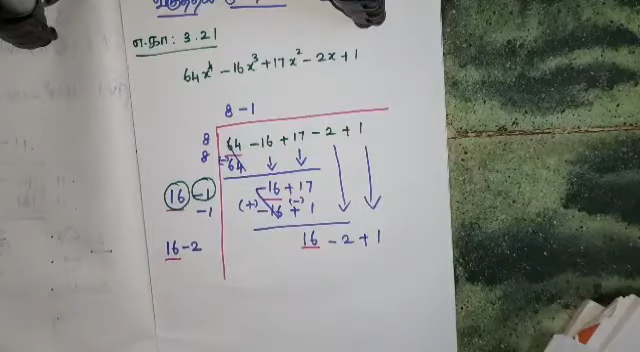 எ.கா : 3.21
64x⁴ - 16x³ + 17x² - 2x + 1
8 - 1
8 64 - 16 + 17 - 2 + 1
8 (-) 64
16 -1 -16 + 17
-1 (+) -16 (-) + 1
16 - 2 16 - 2 + 1